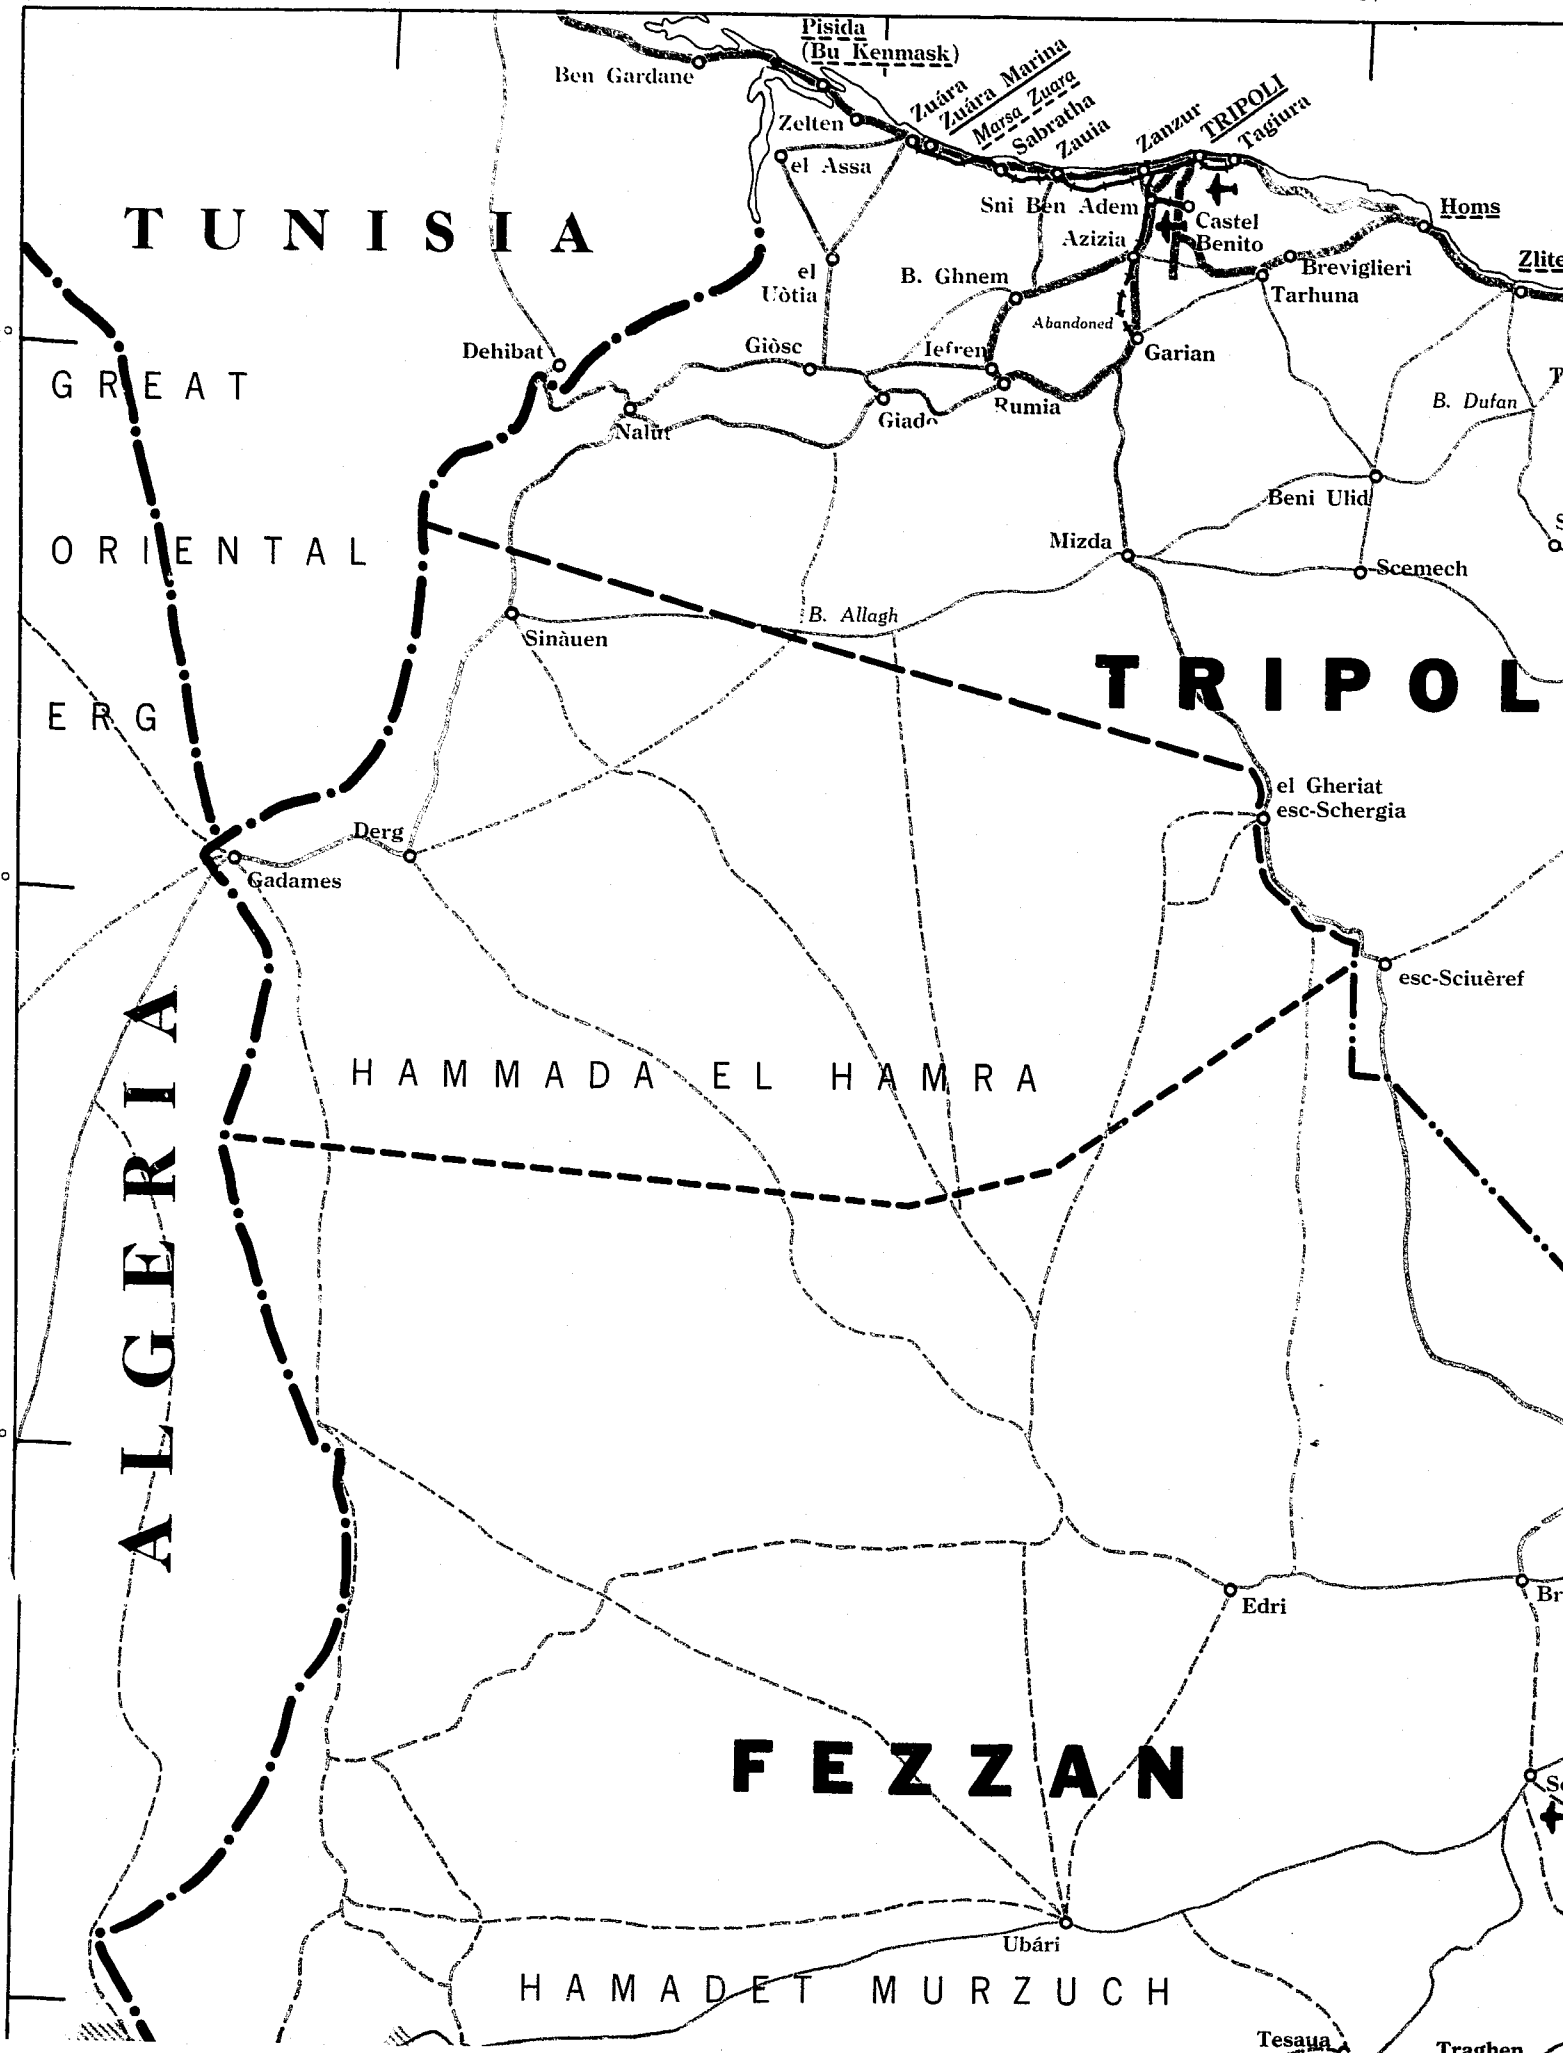 Pisida
(Bu Kenmask)
Ben Gardane
Zuára
Zuára Marina
Marsa Zuara
Sabratha
Zauia
Zanzur
TRIPOLI
Tagiura
Zelten
el Assa
TUNISIA
Sni Ben Adem
Castel
Benito
Homs
Azizia
el
Uòtia
B. Ghnem
Breviglieri
Tarhuna
Zlite
Abandoned
Dehibat
Giòsc
Iefren
Garian
GREAT
Nalut
Giado
Rumia
B. Dufan
Beni Ulid
ORIENTAL
Mizda
Scemech
B. Allagh
Sinàuen
TRIPOL
ERG
el Gheriat
esc-Schergia
Derg
Gadames
esc-Sciuèref
ALGERIA
HAMMADA EL HAMRA
Edri
Br
FEZZAN
Ubári
HAMADET MURZUCH
Tesaua
Traghen